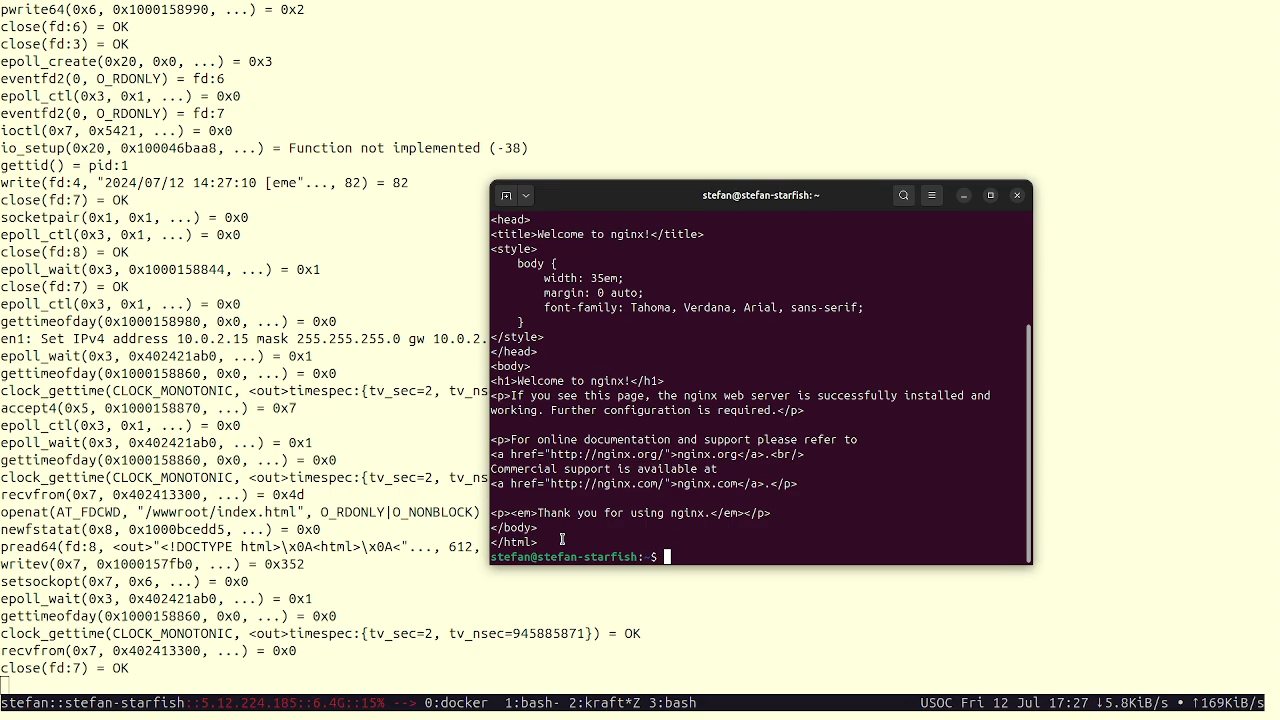 pwrite64(0x6, 0x1000158990, ...) = 0x2
close(fd:6) = OK
close(fd:3) = OK
epoll_create(0x20, 0x0, ...) = 0x3
eventfd2(0, O_RDONLY) = fd:6
epoll_ctl(0x3, 0x1, ...) = 0x0
eventfd2(0, O_RDONLY) = fd:7
ioctl(0x7, 0x5421, ...) = 0x0
io_setup(0x20, 0x100046baa8, ...) = Function not implemented (-38)
gettid() = pid:1
write(fd:4, "2024/07/12 14:27:10 [eme"..., 82) = 82
close(fd:7) = OK
socketpair(0x1, 0x1, ...) = 0x0
epoll_ctl(0x3, 0x1, ...) = 0x0
close(fd:8) = OK
epoll_wait(0x3, 0x1000158844, ...) = 0x1
close(fd:7) = OK
epoll_ctl(0x3, 0x1, ...) = 0x0
gettimeofday(0x1000158980, 0x0, ...) = 0x0
en1: Set IPv4 address 10.0.2.15 mask 255.255.255.0 gw 10.0.2.
epoll_wait(0x3, 0x402421ab0, ...) = 0x1
gettimeofday(0x1000158860, 0x0, ...) = 0x0
clock_gettime(CLOCK_MONOTONIC, <out>timespec:{tv_sec=2, tv_ns
accept4(0x5, 0x1000158870, ...) = 0x7
epoll_ctl(0x3, 0x1, ...) = 0x0
epoll_wait(0x3, 0x402421ab0, ...) = 0x1
gettimeofday(0x1000158860, 0x0, ...) = 0x0
clock_gettime(CLOCK_MONOTONIC, <out>timespec:{tv_sec=2, tv_ns
recvfrom(0x7, 0x402413300, ...) = 0x4d
openat(AT_FDCWD, "/wwwroot/index.html", O_RDONLY|O_NONBLOCK)
newfstatat(0x8, 0x1000bcedd5, ...) = 0x0
pread64(fd:8, <out>"<!DOCTYPE html>\x0A<html>\x0A<"..., 612,
writev(0x7, 0x1000157fb0, ...) = 0x352
setsockopt(0x7, 0x6, ...) = 0x0
epoll_wait(0x3, 0x402421ab0, ...) = 0x1
gettimeofday(0x1000158860, 0x0, ...) = 0x0
clock_gettime(CLOCK_MONOTONIC, <out>timespec:{tv_sec=2, tv_nsec=945885871}) = OK
recvfrom(0x7, 0x402413300, ...) = 0x0
close(fd:7) = OK
stefan@stefan-starfish: ~
<head>
<title>Welcome to nginx!</title>
<style>
    body {
        width: 35em;
        margin: 0 auto;
        font-family: Tahoma, Verdana, Arial, sans-serif;
    }
</style>
</head>
<body>
<h1>Welcome to nginx!</h1>
<p>If you see this page, the nginx web server is successfully installed and
working. Further configuration is required.</p>
<p>For online documentation and support please refer to
<a href="http://nginx.org/">nginx.org</a>.<br/>
Commercial support is available at
<a href="http://nginx.com/">nginx.com</a>.</p>
<p><em>Thank you for using nginx.</em></p>
</body>
</html>
stefan@stefan-starfish:~$
stefan::stefan-starfish::5.12.224.185::6.4G::15% --> 0:docker  1:bash- 2:kraft*Z 3:bash USOC Fri 12 Jul 17:27 ↓5.8KiB/s • ↑169KiB/s